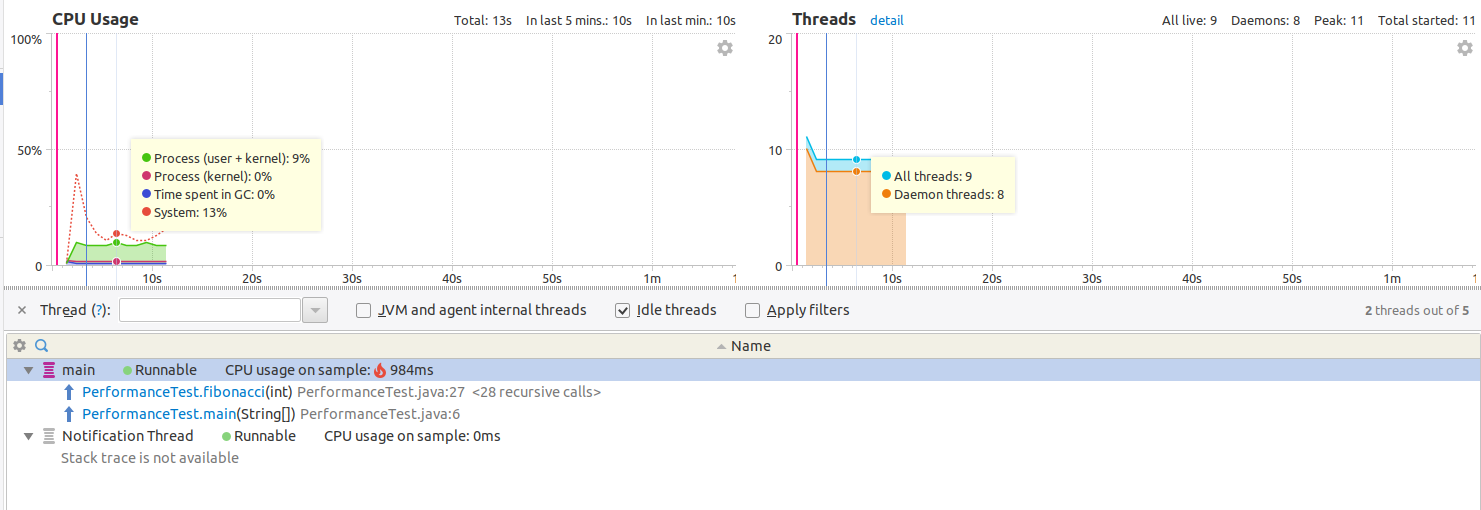 CPU Usage Total: 13s In last 5 mins.: 10s In last min.: 10s
100%
50%
0
Process (user + kernel): 9%
Process (kernel): 0%
Time spent in GC: 0%
System: 13%
10s 20s 30s 40s 50s 1m 1
Threads detail All live: 9 Daemons: 8 Peak: 11 Total started: 11
20
10
0
All threads: 9
Daemon threads: 8
10s 20s 30s 40s 50s 1m 1
× Thread (?): JVM and agent internal threads Idle threads Apply filters 2 threads out of 5
Name
main Runnable CPU usage on sample: 984ms
PerformanceTest.fibonacci(int) PerformanceTest.java:27 <28 recursive calls>
PerformanceTest.main(String[]) PerformanceTest.java:6
Notification Thread Runnable CPU usage on sample: 0ms
Stack trace is not available